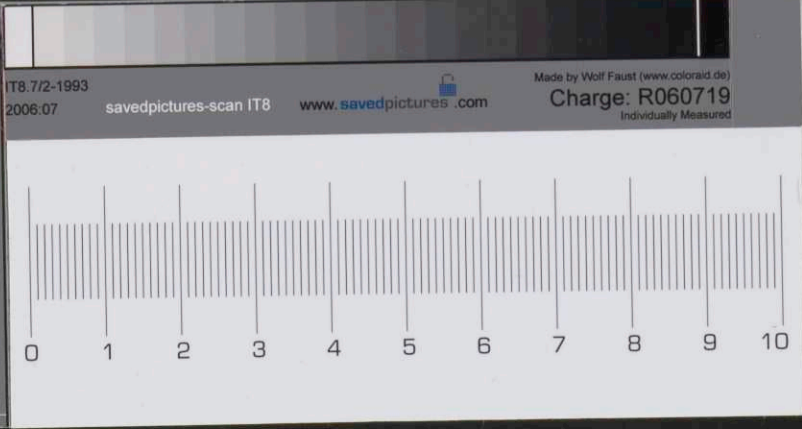 IT8.7/2-1993
2006:07
savedpictures-scan IT8
www.savedpictures.com
Made by Wolf Faust (www.coloraid.de)
Charge: R060719
Individually Measured
0 1 2 3 4 5 6 7 8 9 10